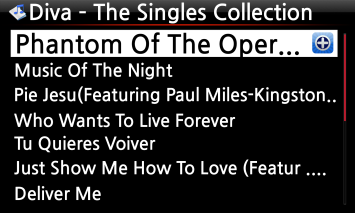 Diva - The Singles Collection
Phantom Of The Oper...
Music Of The Night
Pie Jesu(Featuring Paul Miles-Kingston..
Who Wants To Live Forever
Tu Quieres Voiver
Just Show Me How To Love (Featur ....
Deliver Me